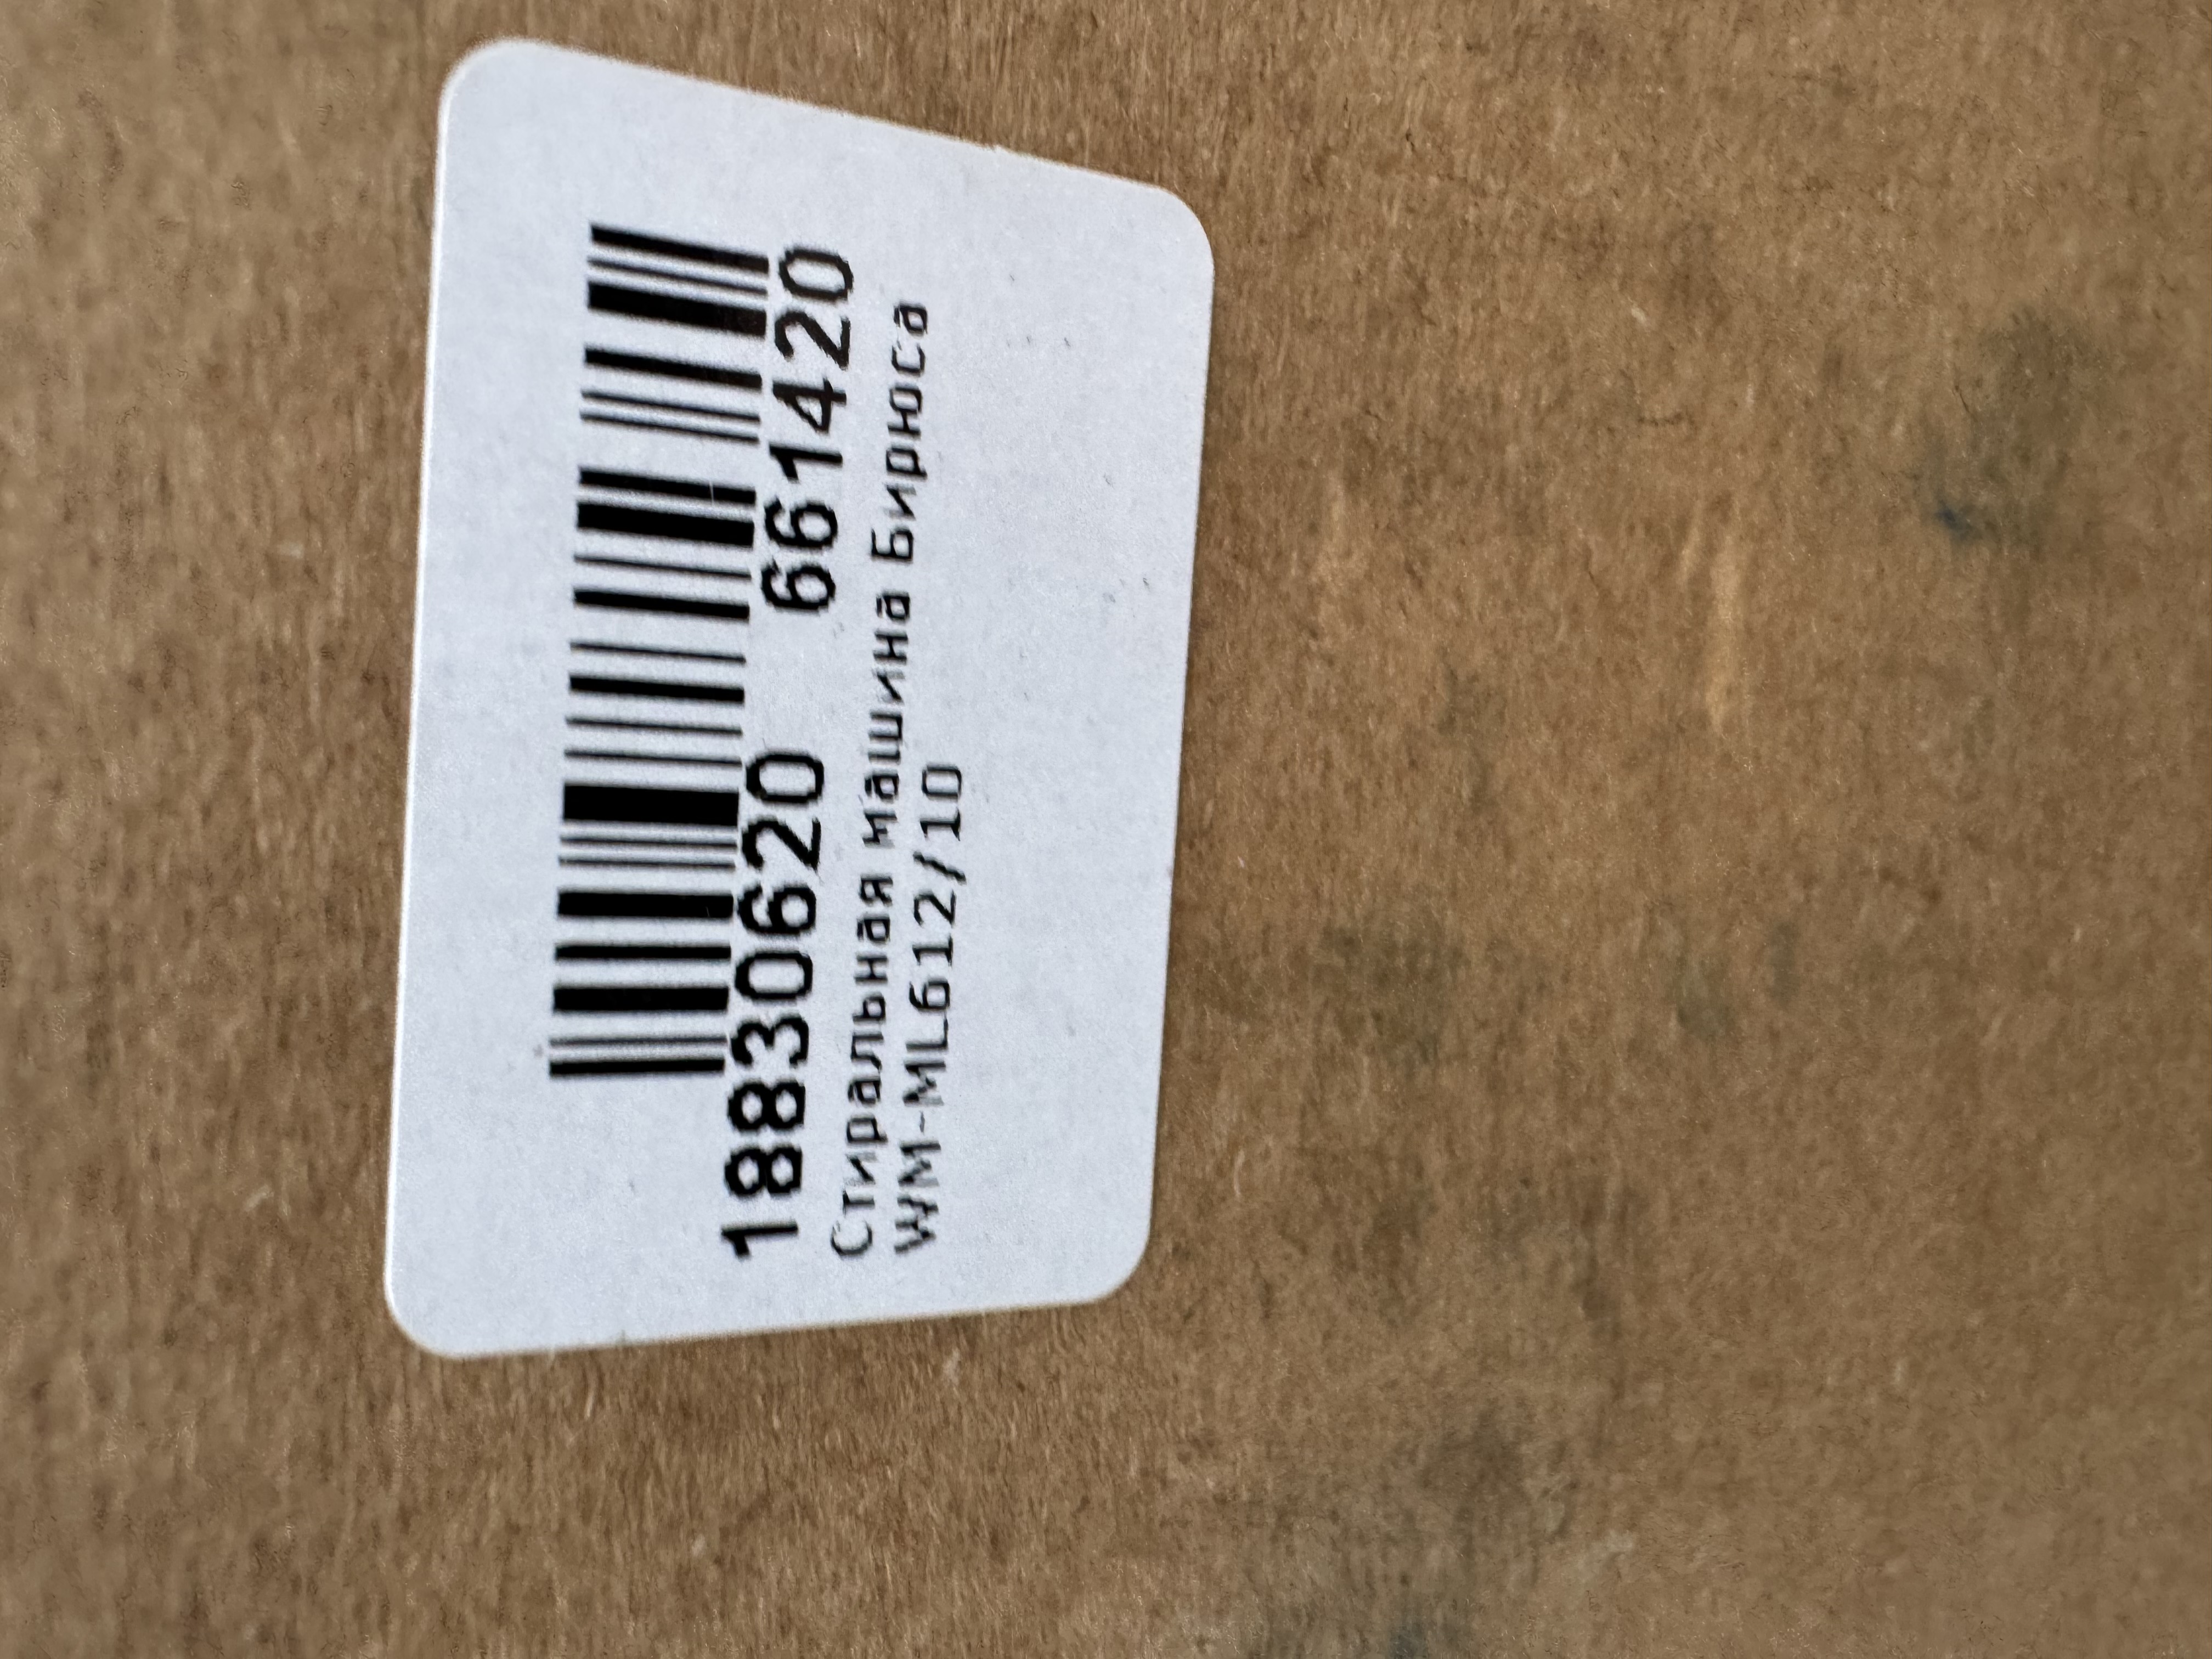 18830620 661420
Стиральная машина Бирюса
WM-ML612/10